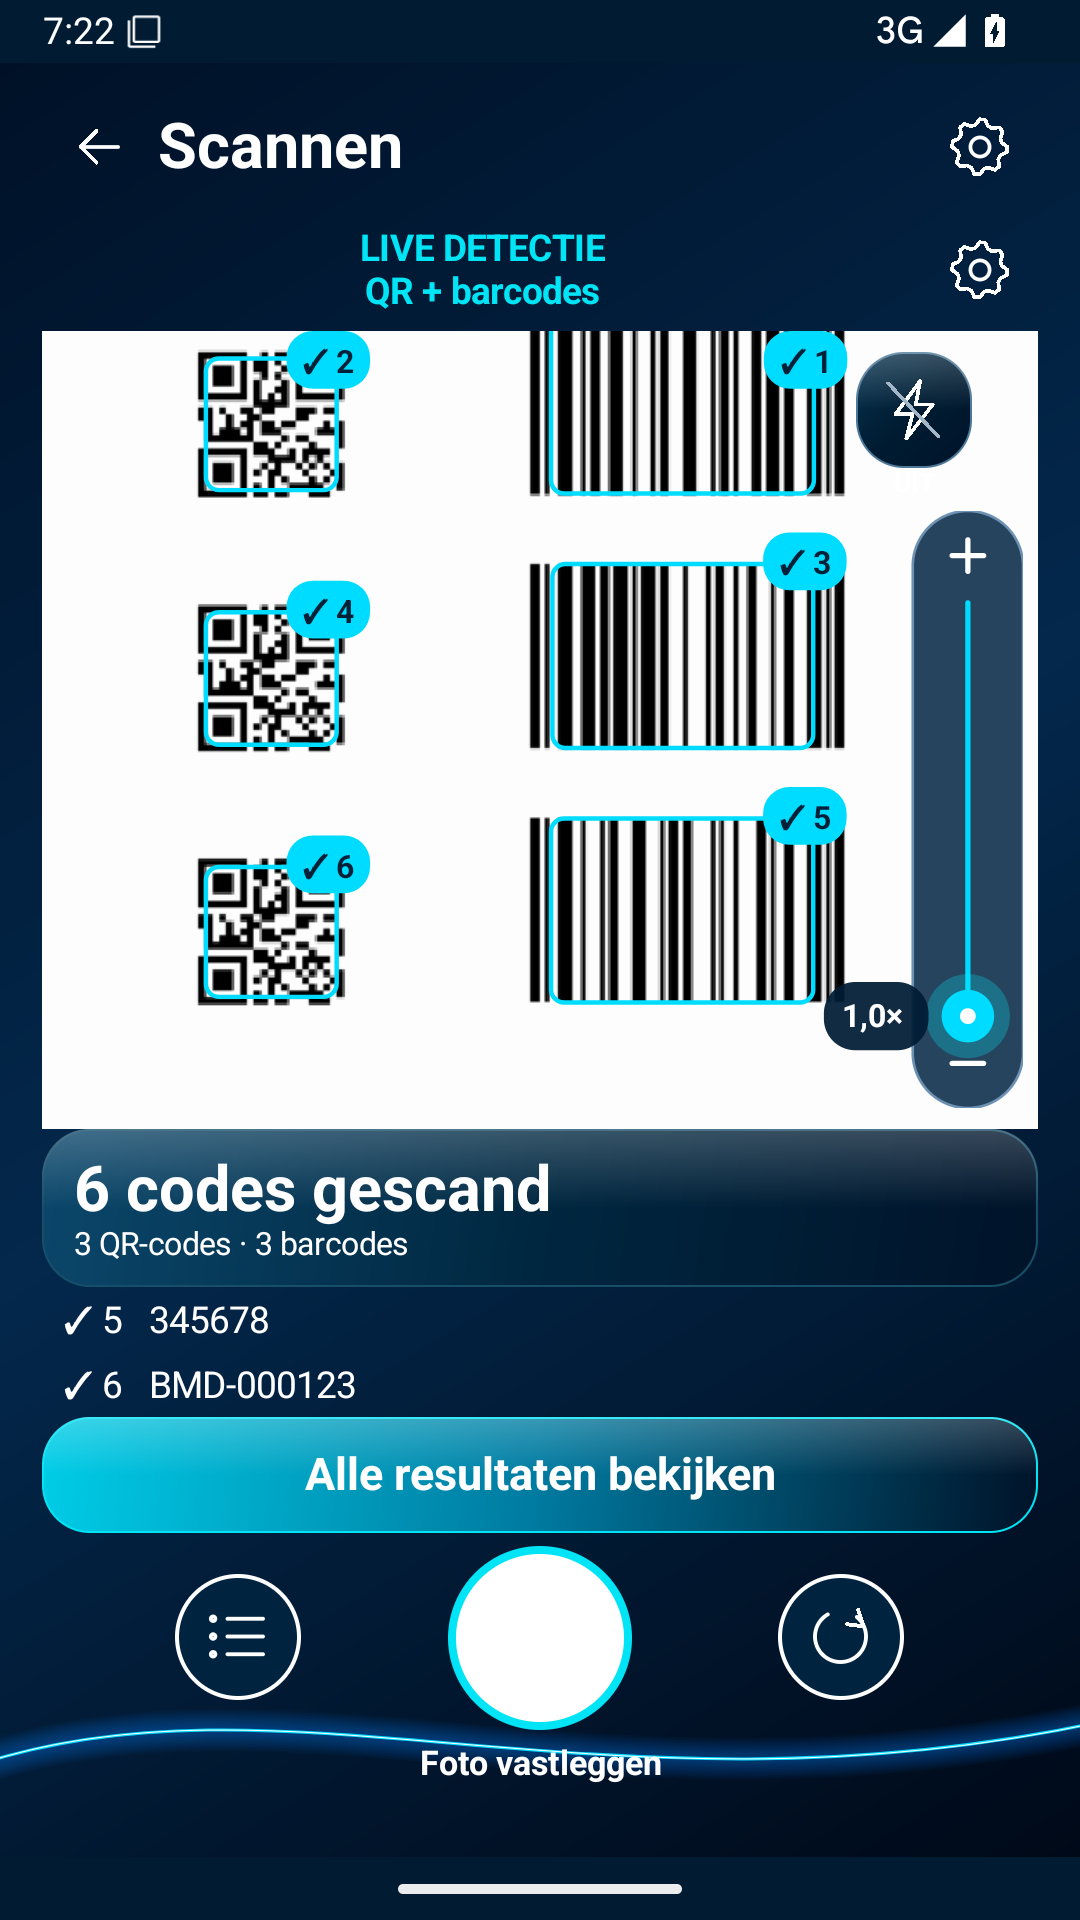 7:22
3G
Scannen
LIVE DETECTIE
QR + barcodes
✓ 2
✓ 1
✓ 3
✓ 4
✓ 5
✓ 6
1,0×
6 codes gescand
3 QR-codes · 3 barcodes
✓ 5 345678
✓ 6 BMD-000123
Alle resultaten bekijken
Foto vastleggen